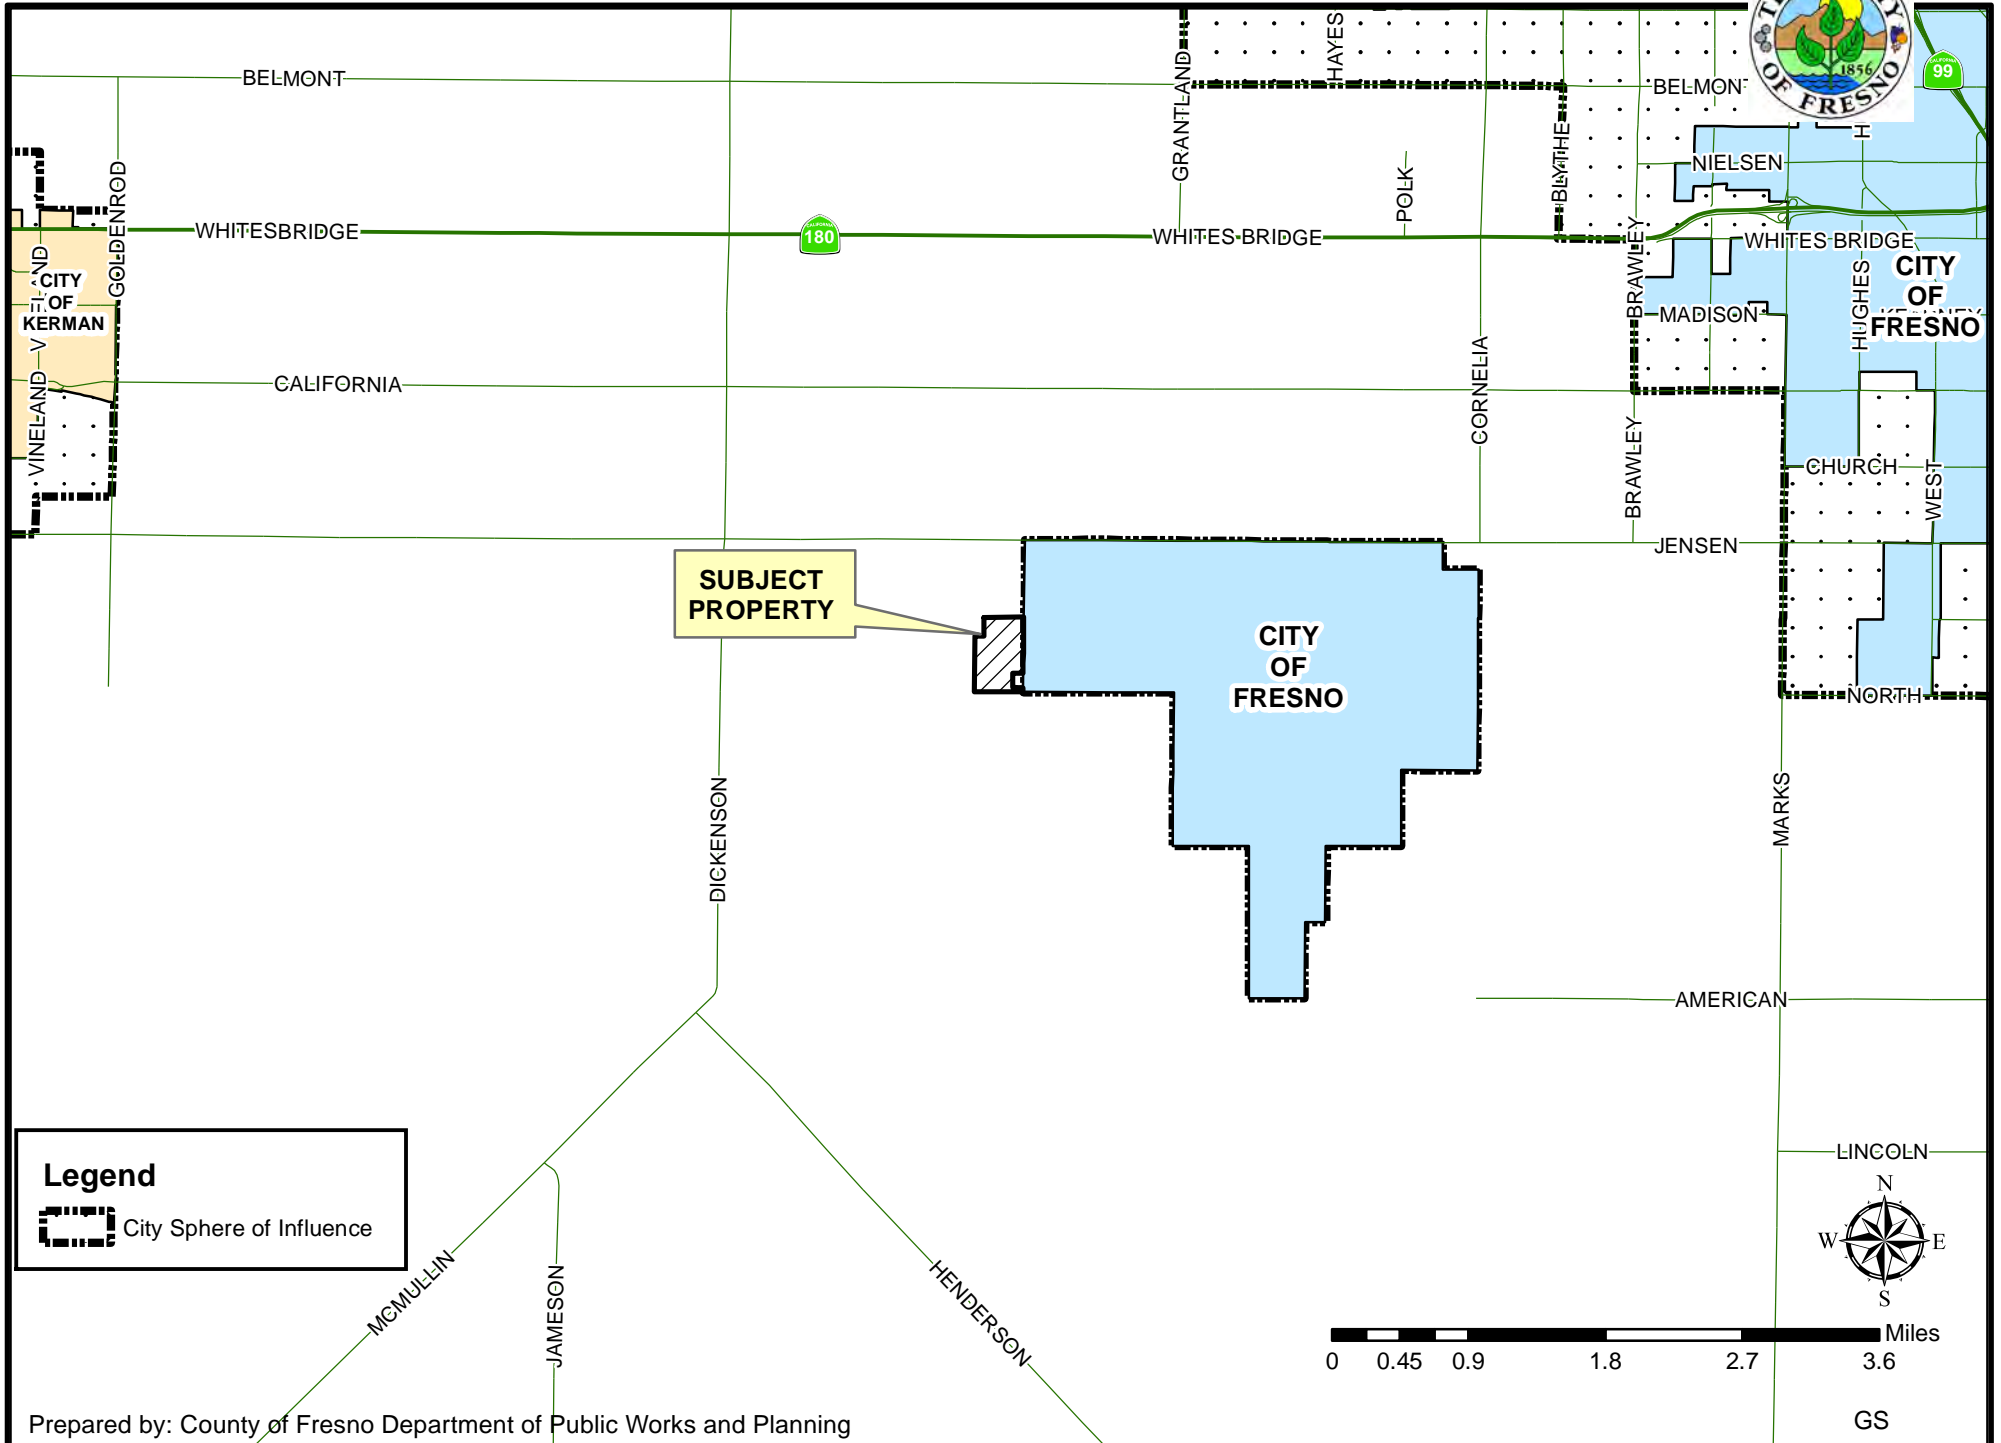 BELMONT
GRANTLAND
HAYES
BELMONT
1856
OF FRESNO
99
BLYTHE
POLK
NIELSEN
GOLDENROD
WHITESBRIDGE
180
WHITES BRIDGE
BRAWLEY
WHITES BRIDGE
CITY
OF
KERMAN
CITY
OF
FRESNO
HUGHES
MADISON
CALIFORNIA
CORNELIA
VINELAND
BRAWLEY
CHURCH
WEST
JENSEN
SUBJECT
PROPERTY
CITY
OF
FRESNO
NORTH
DICKENSON
MARKS
AMERICAN
LINCOLN
Legend
City Sphere of Influence
N
W E
S
MCMULLIN
JAMESON
HENDERSON
Miles
0 0.45 0.9 1.8 2.7 3.6
Prepared by: County of Fresno Department of Public Works and Planning
GS